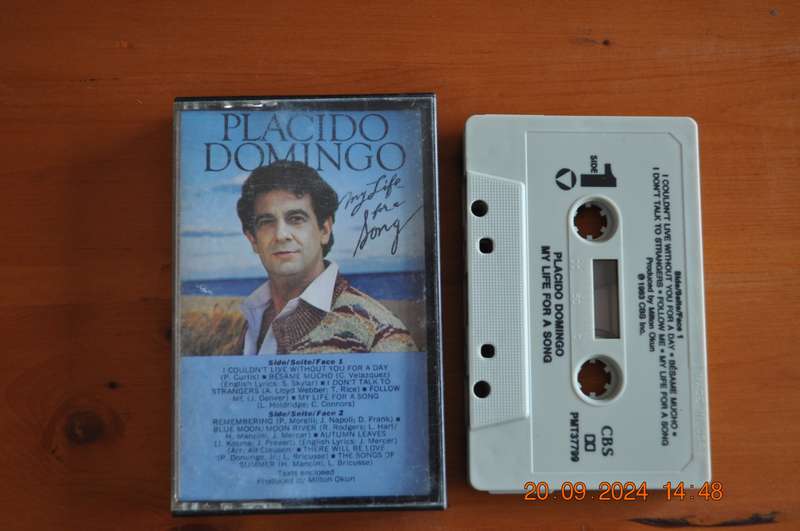 PLACIDO
DOMINGO
My Life
for a
Song
Side/Seite/Face 1
I COULDN'T LIVE WITHOUT YOU FOR A DAY
(P. Curtis) ■ BÉSAME MUCHO (C. Velazquez)
(English Lyrics: S. Skylar) ■ I DON'T TALK TO
STRANGERS (A. Lloyd Webber; T. Rice) ■ FOLLOW
ME (J. Denver) ■ MY LIFE FOR A SONG
(L. Holdridge; C. Connors)
Side/Seite/Face 2
REMEMBERING (P. Morelli; J. Napoli; D. Frank) ■
BLUE MOON/MOON RIVER (R. Rodgers; L. Hart/
H. Mancini; J. Mercer) ■ AUTUMN LEAVES
(J. Kosma; J. Prevert) (English Lyrics: J. Mercer)
(Arr: Alf Clausen) ■ THERE WILL BE LOVE
(P. Domingo, Jr.; L. Bricusse) ■ THE SONGS OF
SUMMER (H. Mancini; L. Bricusse)
Texts enclosed
Produced by Milton Okun
SIDE
1
Side/Seite/Face 1
I COULDN'T LIVE WITHOUT YOU FOR A DAY • BÉSAME MUCHO •
I DON'T TALK TO STRANGERS • FOLLOW ME • MY LIFE FOR A SONG
Produced by Milton Okun
℗ 1983 CBS Inc.
PLACIDO DOMINGO
MY LIFE FOR A SONG
CBS
PMT37799
20.09.2024 14:48